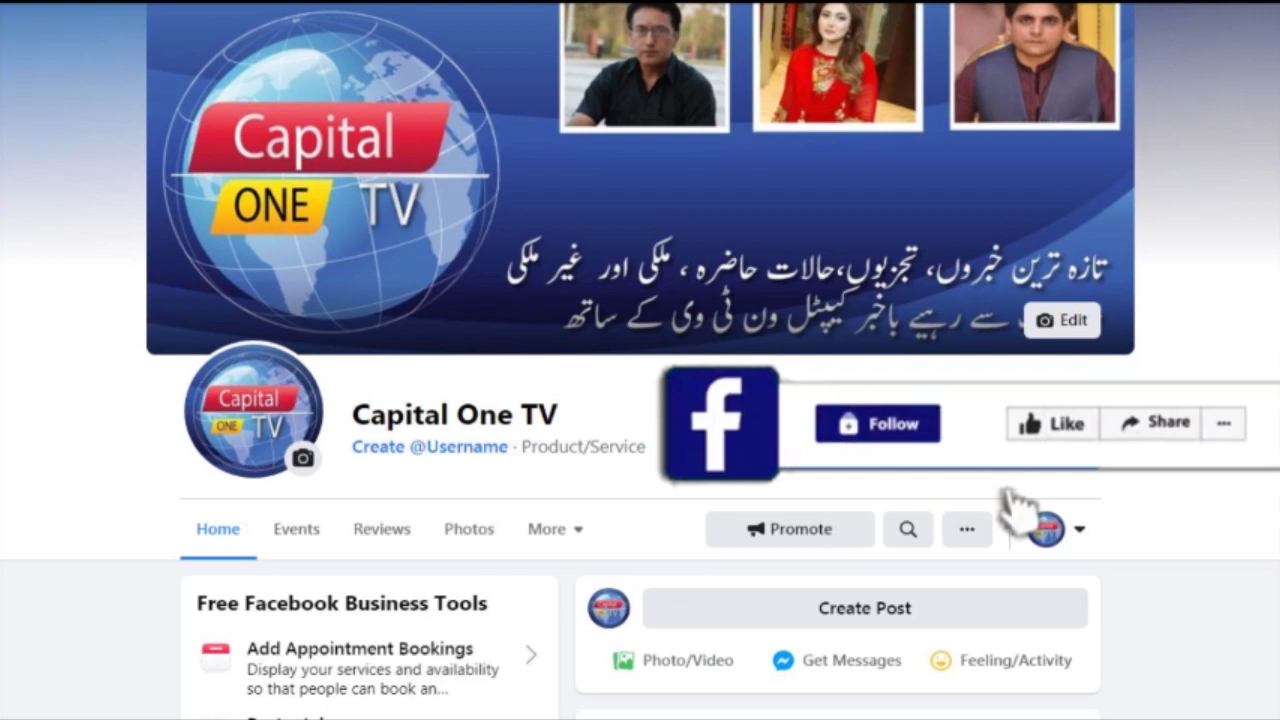 Capital
ONE TV
تازہ ترین خبروں، تجزیوں،حالات حاضرہ ، ملکی اور غیر ملکی
سے رہیے باخبر کیپٹل ون ٹی وی کے ساتھ
Edit
Capital
ONE TV
Capital One TV
Create @Username · Product/Service
f
Follow
Like
Share
Home
Events
Reviews
Photos
More
Promote
Free Facebook Business Tools
Add Appointment Bookings
Display your services and availability
so that people can book an...
Create Post
Photo/Video
Get Messages
Feeling/Activity